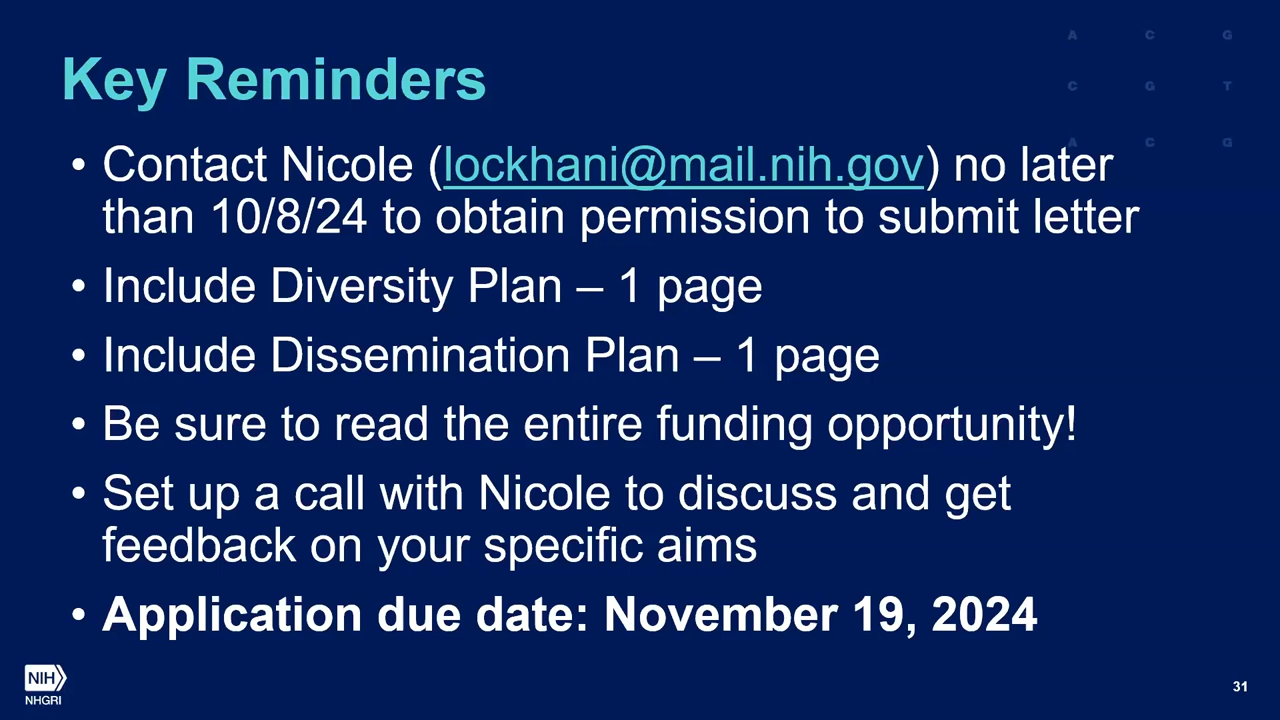 A C G
Key Reminders
C G T
A C G
• Contact Nicole (lockhani@mail.nih.gov) no later
than 10/8/24 to obtain permission to submit letter
• Include Diversity Plan – 1 page
• Include Dissemination Plan – 1 page
• Be sure to read the entire funding opportunity!
• Set up a call with Nicole to discuss and get
feedback on your specific aims
• Application due date: November 19, 2024
NIH
NHGRI
31